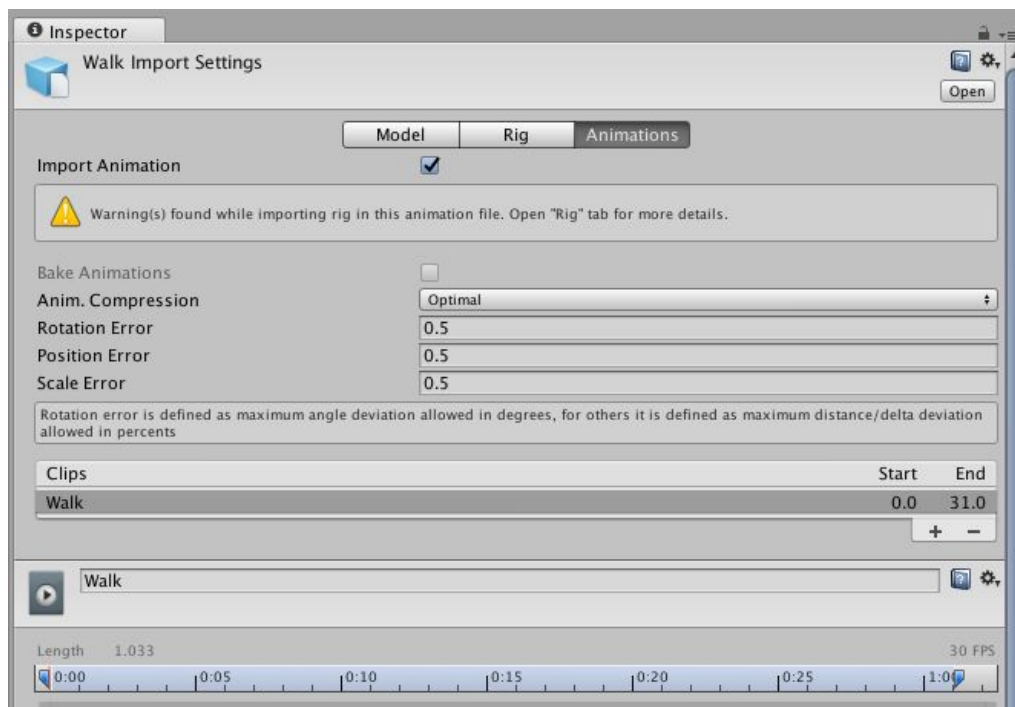 Inspector
Walk Import Settings
Open
Model Rig Animations
Import Animation
Warning(s) found while importing rig in this animation file. Open "Rig" tab for more details.
Bake Animations
Anim. Compression Optimal
Rotation Error 0.5
Position Error 0.5
Scale Error 0.5
Rotation error is defined as maximum angle deviation allowed in degrees, for others it is defined as maximum distance/delta deviation
allowed in percents
Clips Start End
Walk 0.0 31.0
+ −
Walk
Length 1.033 30 FPS
0:00 0:05 0:10 0:15 0:20 0:25